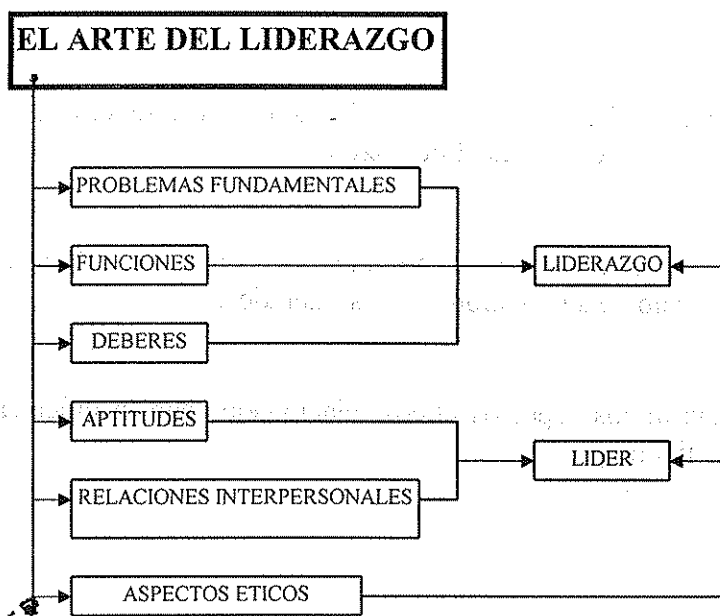 EL ARTE DEL LIDERAZGO
PROBLEMAS FUNDAMENTALES
FUNCIONES
LIDERAZGO
DEBERES
APTITUDES
LIDER
RELACIONES INTERPERSONALES
ASPECTOS ETICOS